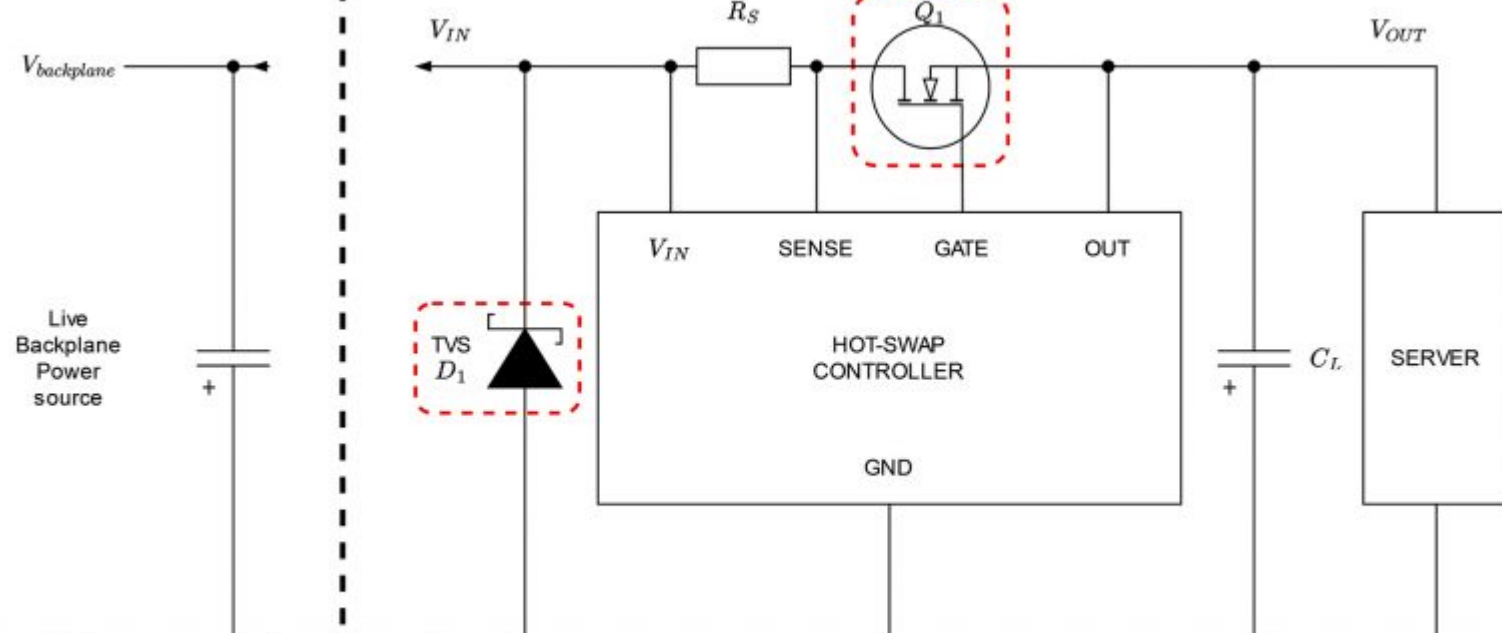 R_S
Q_1
V_IN
V_OUT
V_backplane
V_IN
SENSE
GATE
OUT
Live
Backplane
Power
source
+
TVS
D_1
HOT-SWAP
CONTROLLER
+
C_L
SERVER
GND